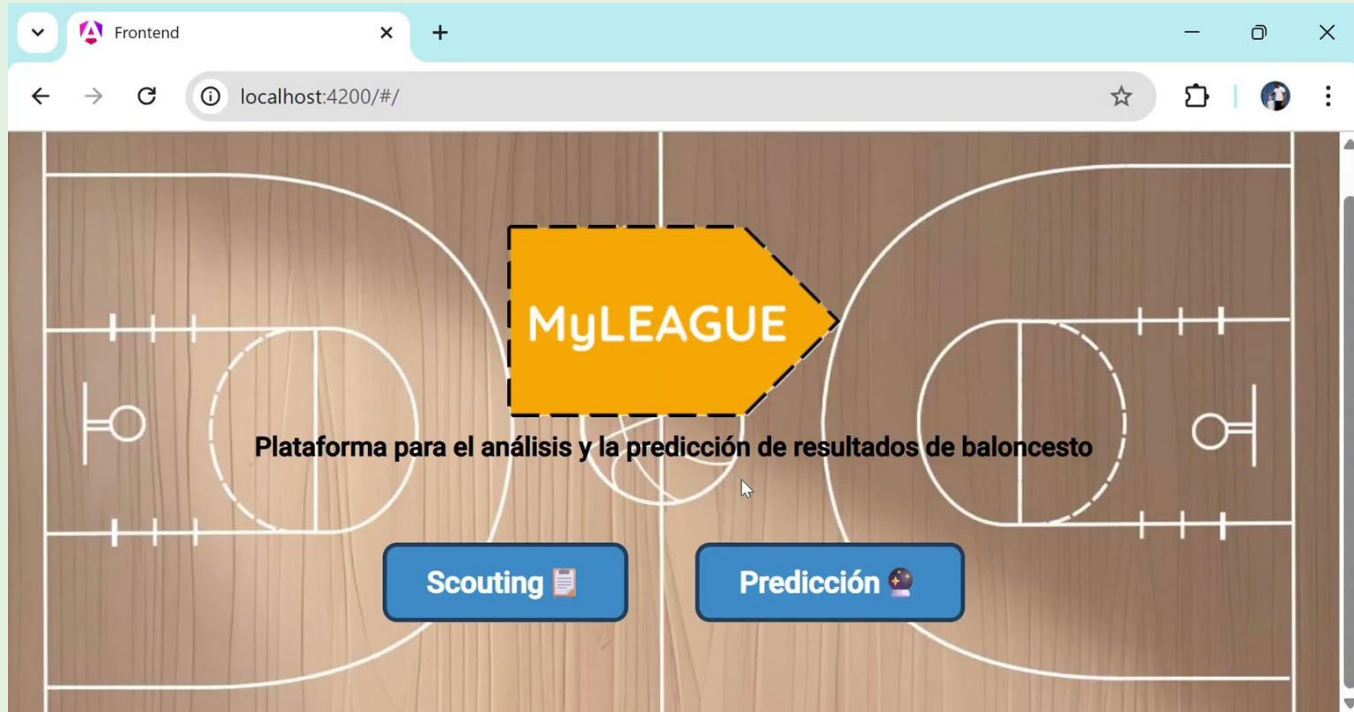 Frontend
localhost:4200/#/
MyLEAGUE
Plataforma para el análisis y la predicción de resultados de baloncesto
Scouting 📋
Predicción 🔮